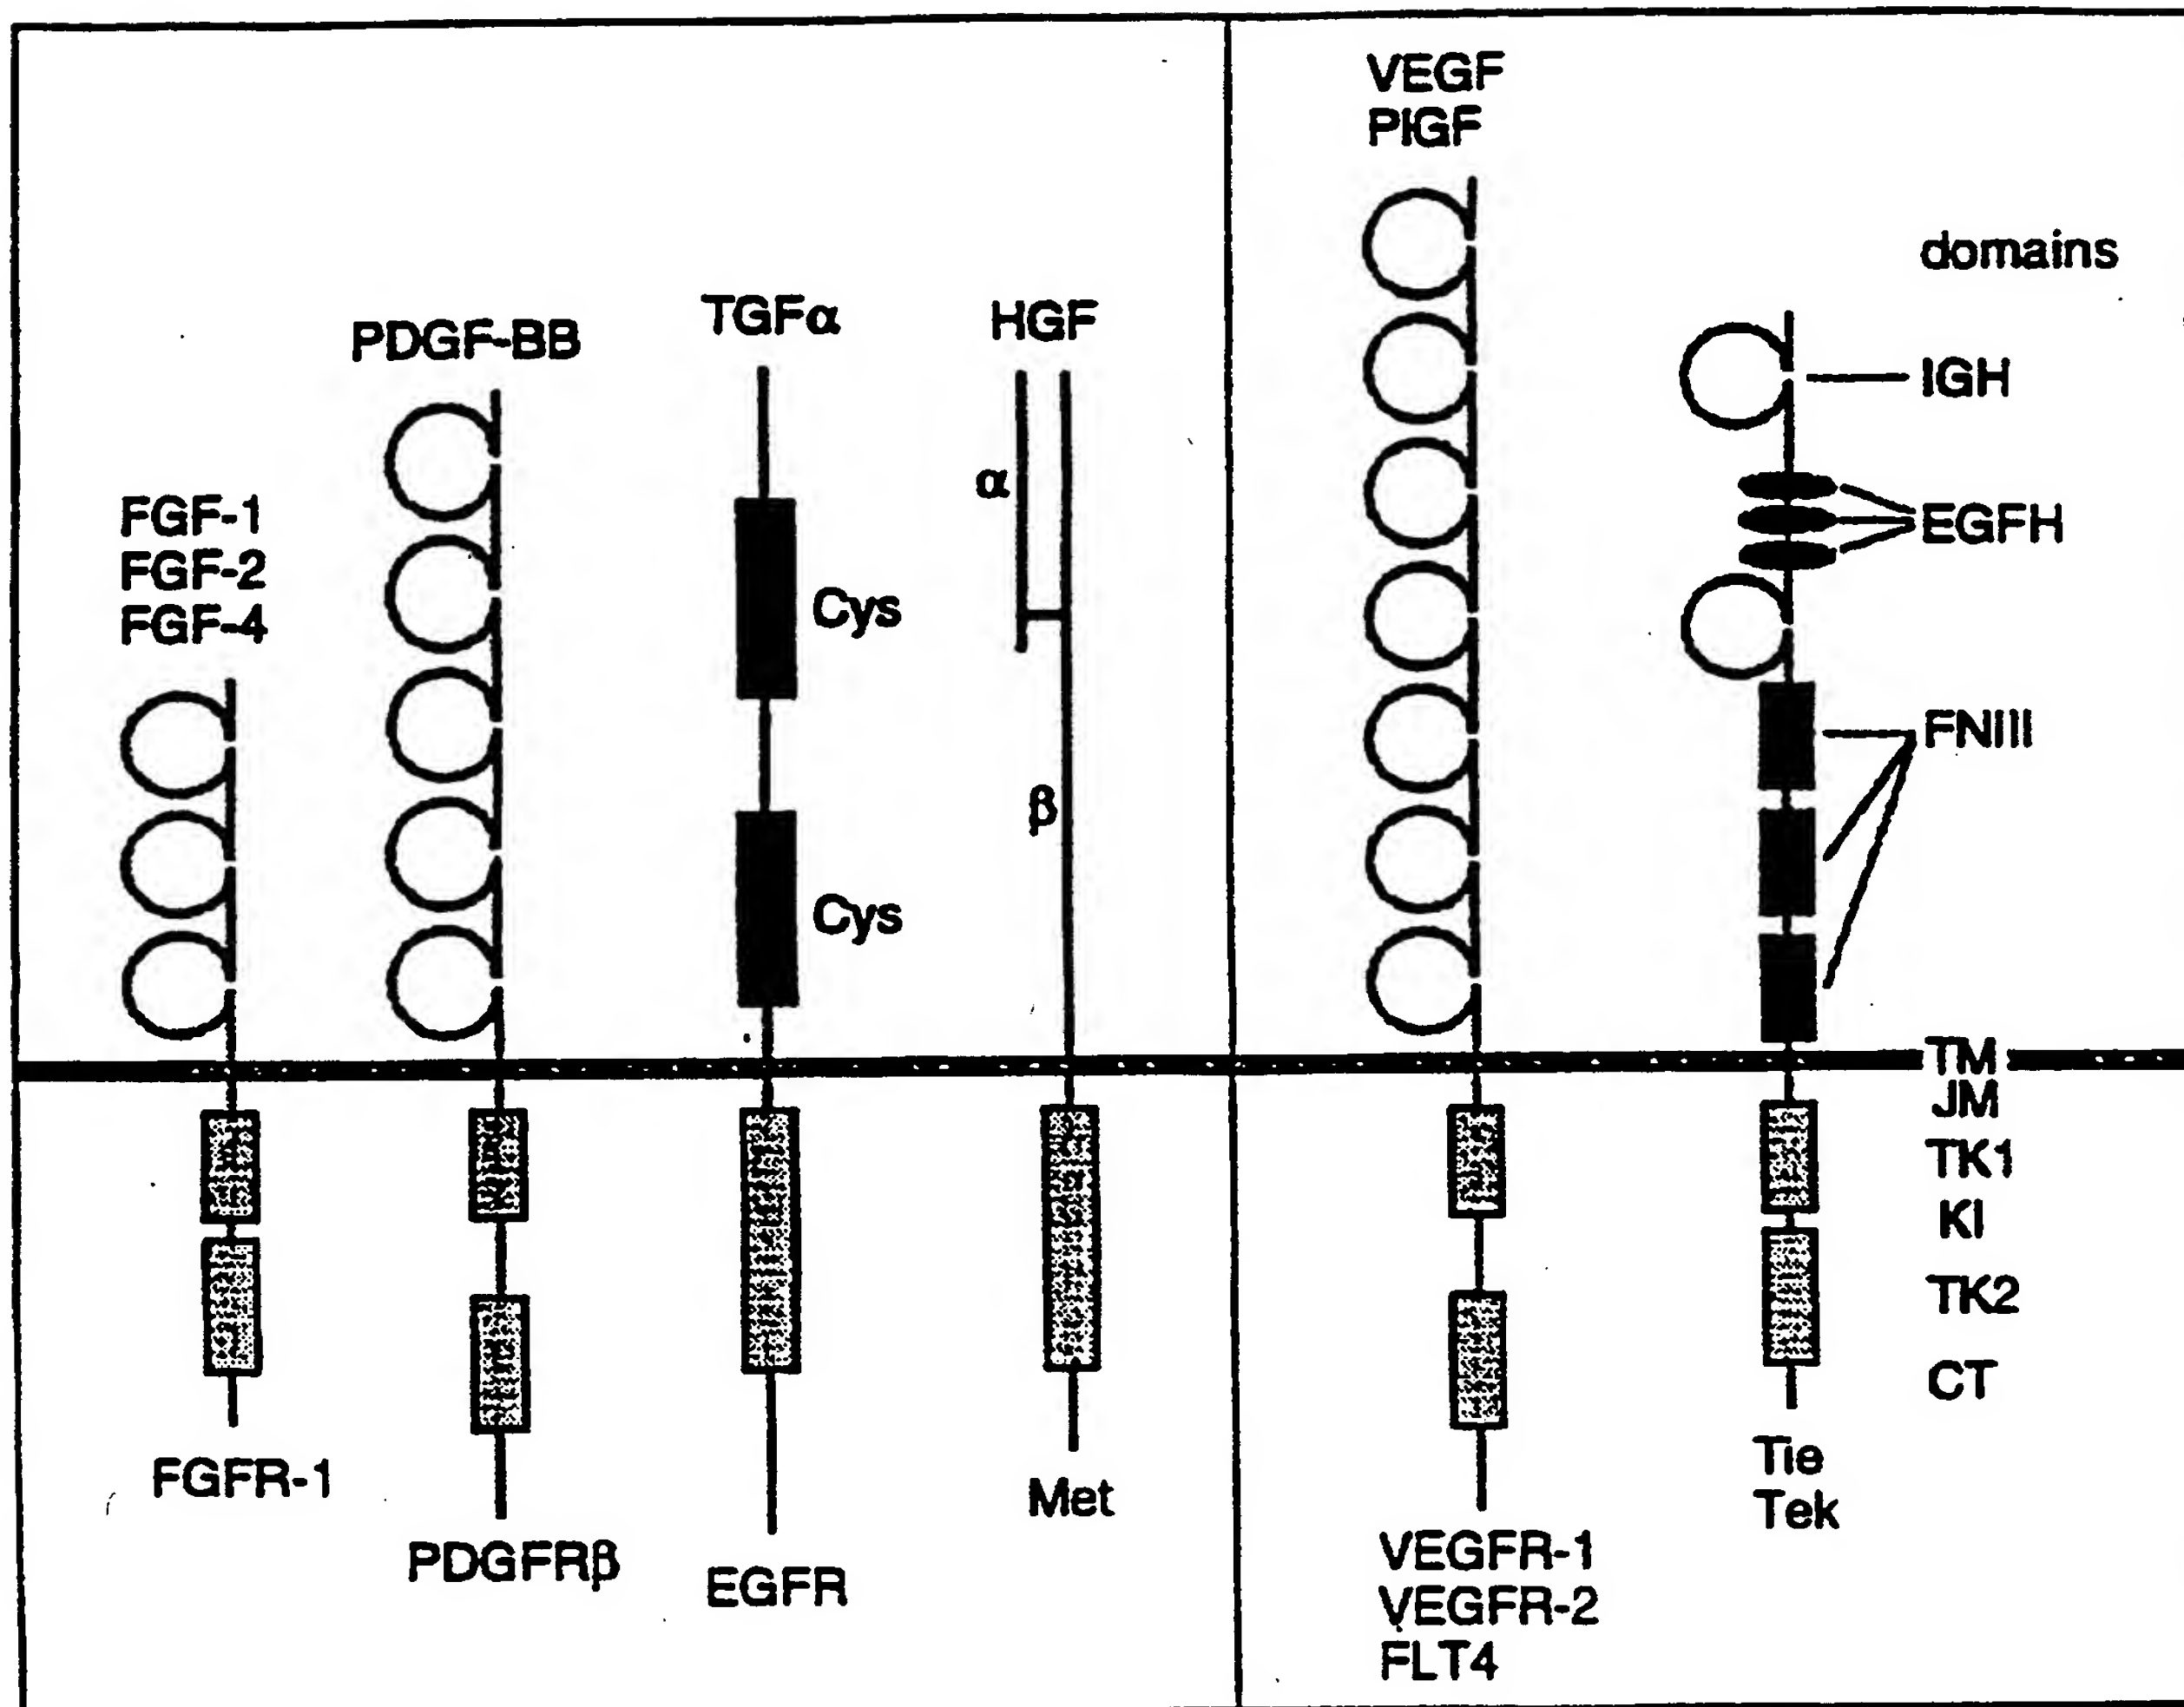 FGF-1
FGF-2
FGF-4
PDGF-BB
TGFα
HGF
Cys
Cys
α
β
FGFR-1
PDGFRβ
EGFR
Met
VEGF
PlGF
domains
IGH
EGFH
FNIII
TM
JM
TK1
KI
TK2
CT
VEGFR-1
VEGFR-2
FLT4
Tie
Tek